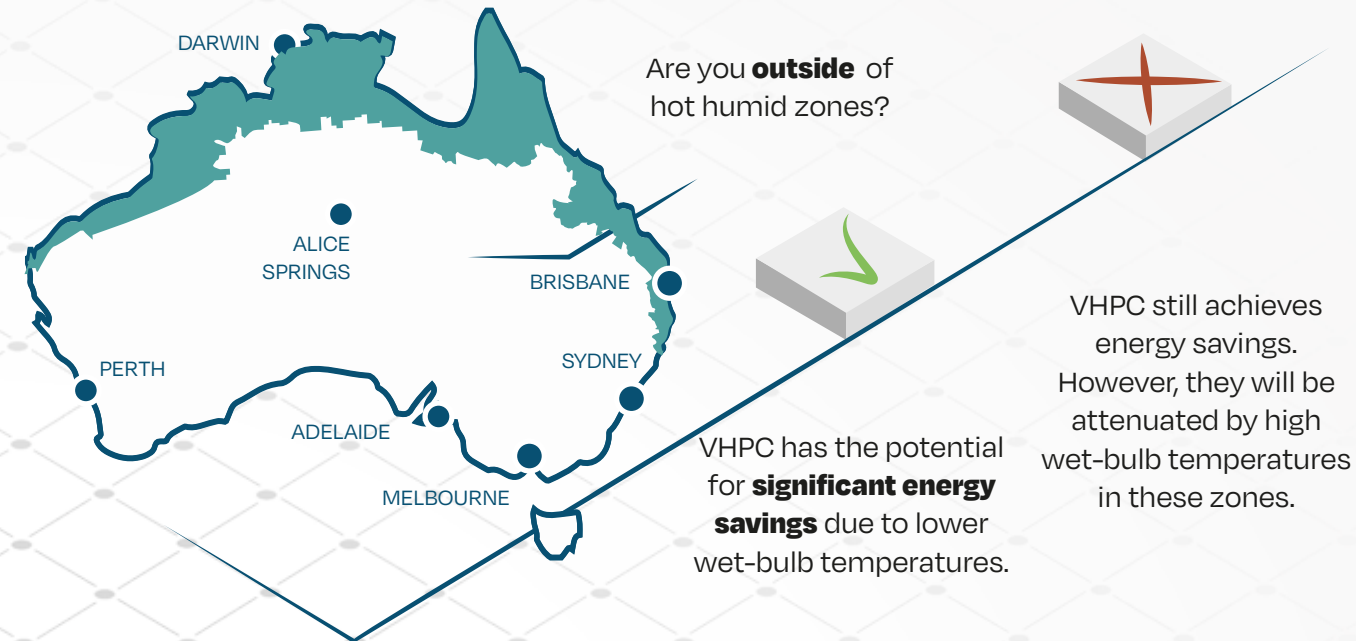 DARWIN
Are you outside of
hot humid zones?
ALICE
SPRINGS
BRISBANE
PERTH
SYDNEY
ADELAIDE
MELBOURNE
VHPC has the potential
for significant energy
savings due to lower
wet-bulb temperatures.
VHPC still achieves
energy savings.
However, they will be
attenuated by high
wet-bulb temperatures
in these zones.